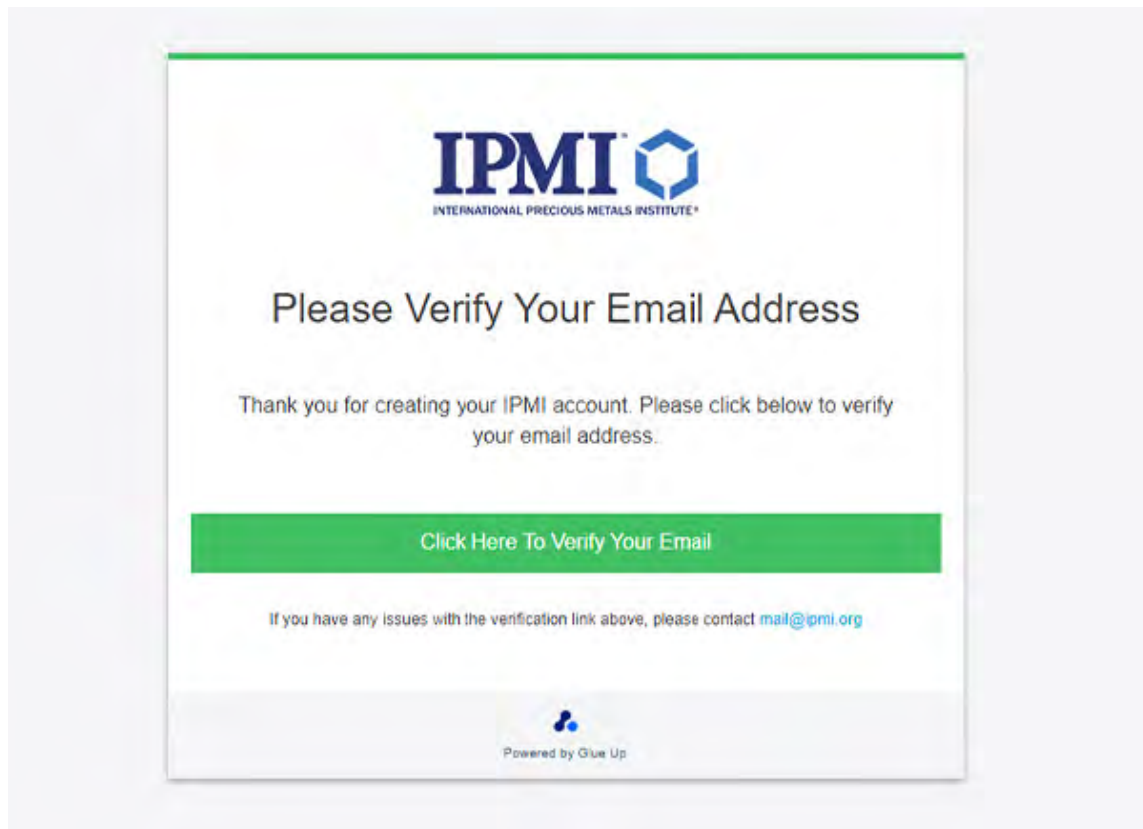 IPMI™
INTERNATIONAL PRECIOUS METALS INSTITUTE®
Please Verify Your Email Address
Thank you for creating your IPMI account. Please click below to verify
your email address.
Click Here To Verify Your Email
If you have any issues with the verification link above, please contact mail@ipmi.org
Powered by Glue Up